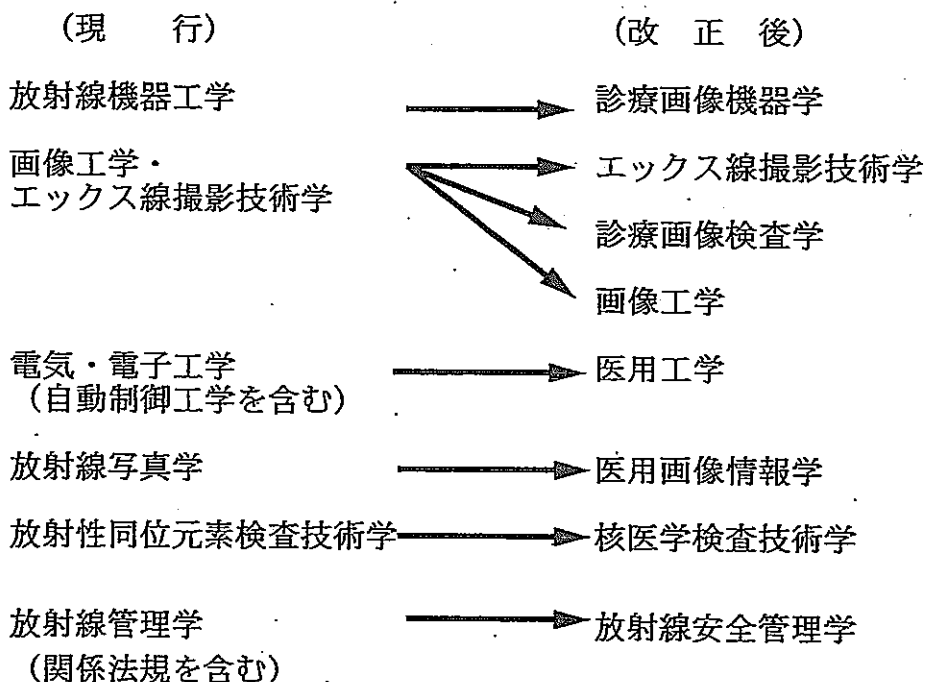 (現　行)　(改　正　後)
放射線機器工学　診療画像機器学
画像工学・　エックス線撮影技術学
エックス線撮影技術学
診療画像検査学
画像工学
電気・電子工学　医用工学
(自動制御工学を含む)
放射線写真学　医用画像情報学
放射性同位元素検査技術学　核医学検査技術学
放射線管理学　放射線安全管理学
(関係法規を含む)